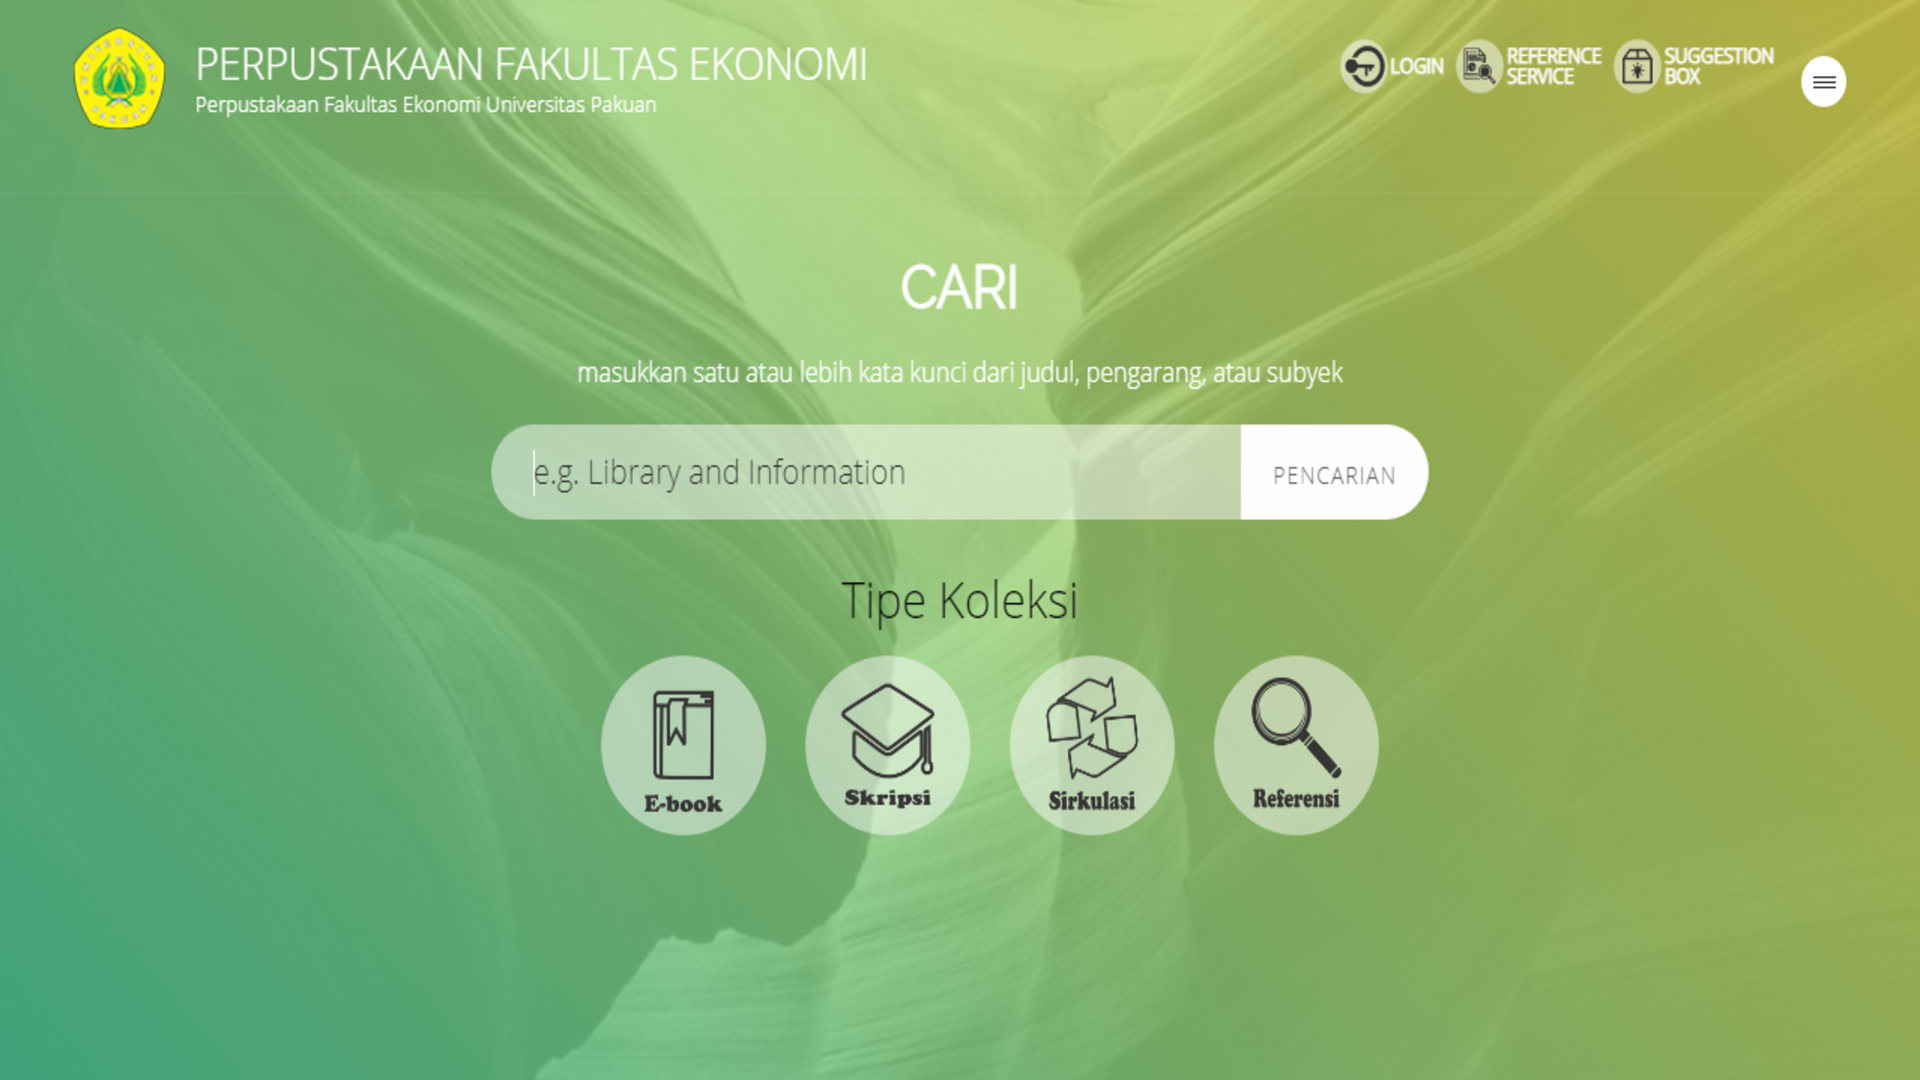 PERPUSTAKAAN FAKULTAS EKONOMI
Perpustakaan Fakultas Ekonomi Universitas Pakuan
LOGIN
REFERENCE
SERVICE
SUGGESTION
BOX
CARI
masukkan satu atau lebih kata kunci dari judul, pengarang, atau subyek
e.g. Library and Information
PENCARIAN
Tipe Koleksi
E-book
Skripsi
Sirkulasi
Referensi